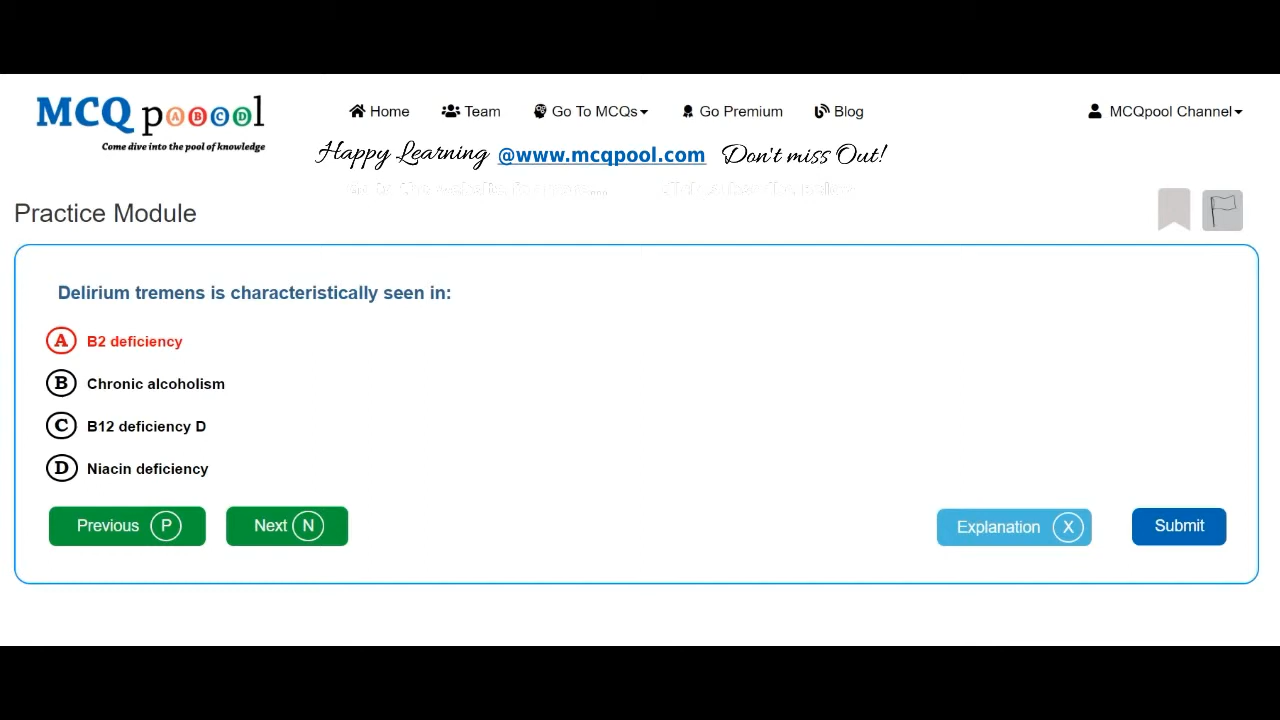 MCQ pABCDl
Come dive into the pool of knowledge
Home Team Go To MCQs Go Premium Blog MCQpool Channel
Happy Learning @www.mcqpool.com Don't miss Out!
Practice Module
Delirium tremens is characteristically seen in:
A B2 deficiency
B Chronic alcoholism
C B12 deficiency D
D Niacin deficiency
Previous P Next N Explanation X Submit